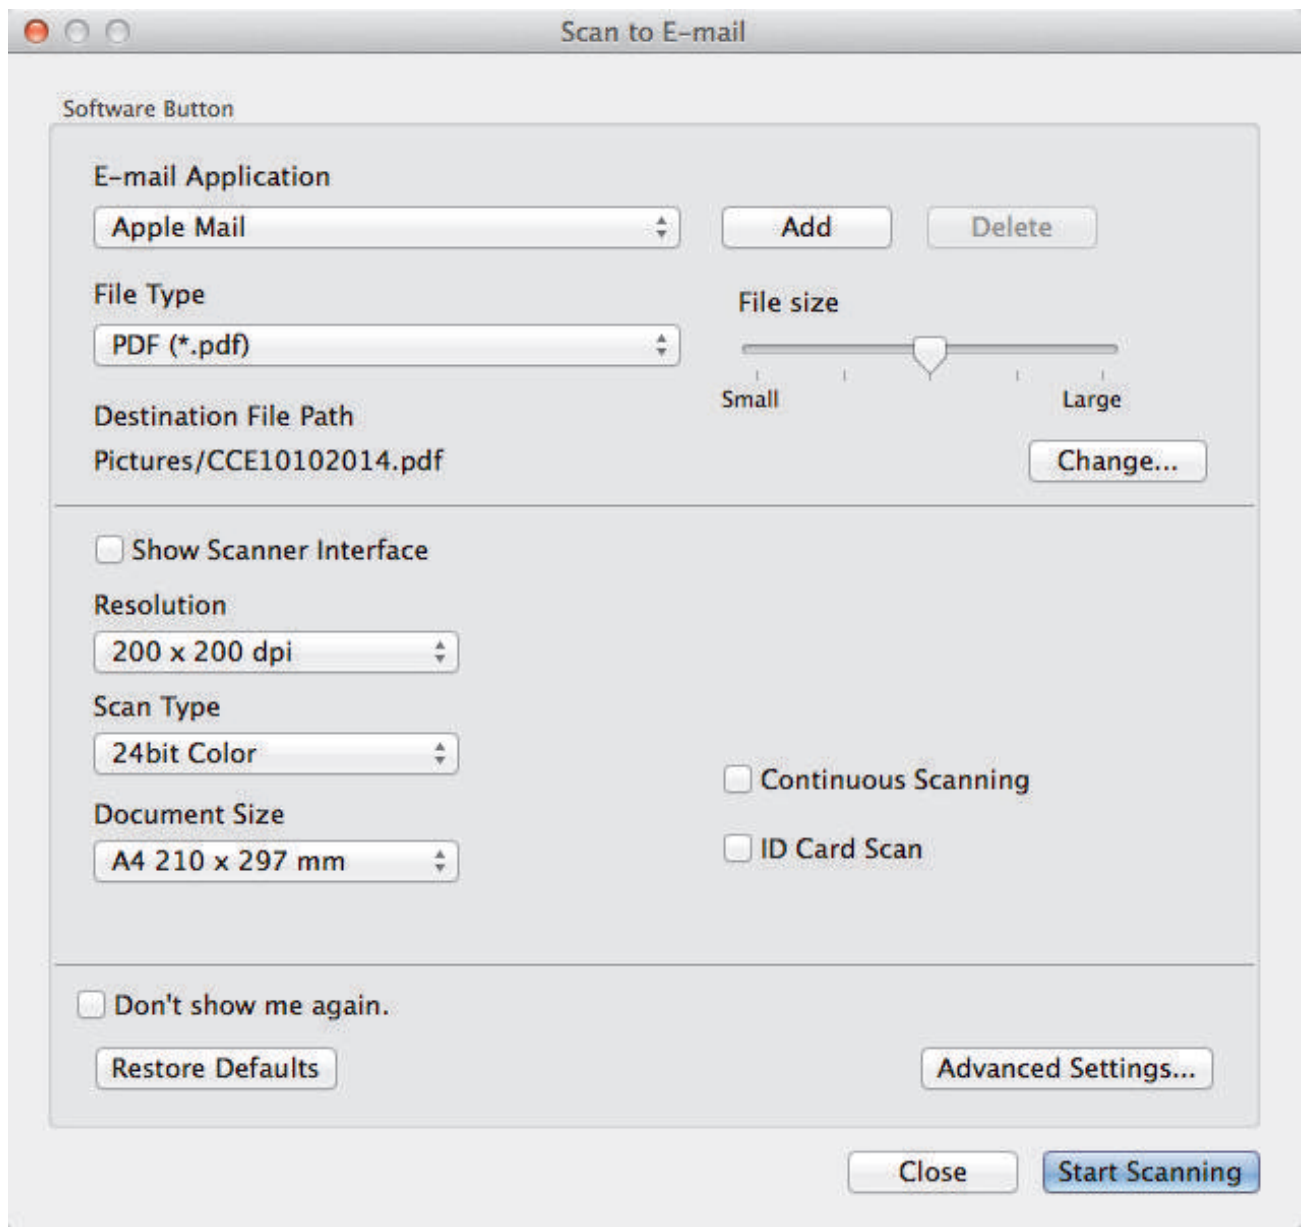 Scan to E-mail
Software Button
E-mail Application
Apple Mail
Add
Delete
File Type
File size
PDF (*.pdf)
Small
Large
Destination File Path
Pictures/CCE10102014.pdf
Change...
Show Scanner Interface
Resolution
200 x 200 dpi
Scan Type
24bit Color
Continuous Scanning
Document Size
ID Card Scan
A4 210 x 297 mm
Don't show me again.
Restore Defaults
Advanced Settings...
Close
Start Scanning